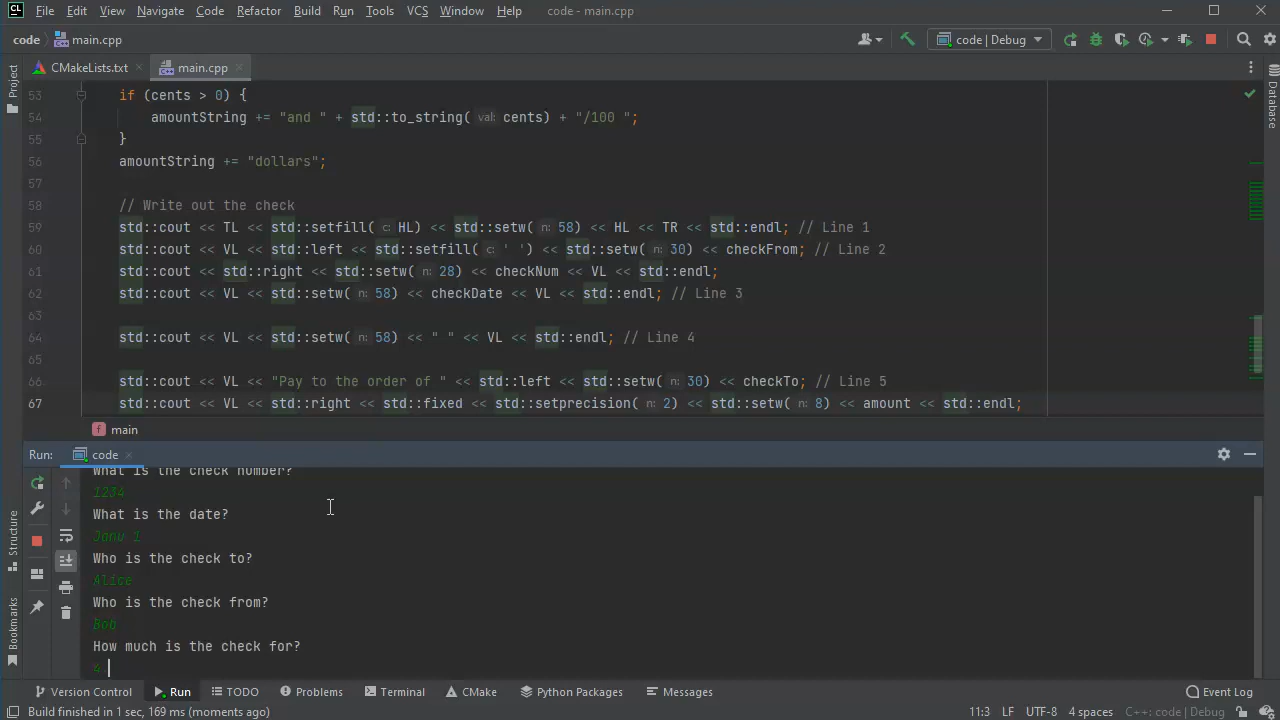 CL File Edit View Navigate Code Refactor Build Run Tools VCS Window Help code - main.cpp
code main.cpp code | Debug
CMakeLists.txt main.cpp
Project
Database
53 if (cents > 0) {
54 amountString += "and " + std::to_string( val: cents) + "/100 ";
55 }
56 amountString += "dollars";
57
58 // Write out the check
59 std::cout << TL << std::setfill( c: HL) << std::setw( n: 58) << HL << TR << std::endl; // Line 1
60 std::cout << VL << std::left << std::setfill( c: ' ') << std::setw( n: 30) << checkFrom; // Line 2
61 std::cout << std::right << std::setw( n: 28) << checkNum << VL << std::endl;
62 std::cout << VL << std::setw( n: 58) << checkDate << VL << std::endl; // Line 3
63
64 std::cout << VL << std::setw( n: 58) << " " << VL << std::endl; // Line 4
65
66 std::cout << VL << "Pay to the order of " << std::left << std::setw( n: 30) << checkTo; // Line 5
67 std::cout << VL << std::right << std::fixed << std::setprecision( n: 2) << std::setw( n: 8) << amount << std::endl;
f main
Run: code
What is the check number?
1234
What is the date?
Janu 1
Who is the check to?
Alice
Who is the check from?
Bob
How much is the check for?
4
Structure
Bookmarks
Version Control Run TODO Problems Terminal CMake Python Packages Messages Event Log
Build finished in 1 sec, 169 ms (moments ago) 11:3 LF UTF-8 4 spaces C++: code | Debug